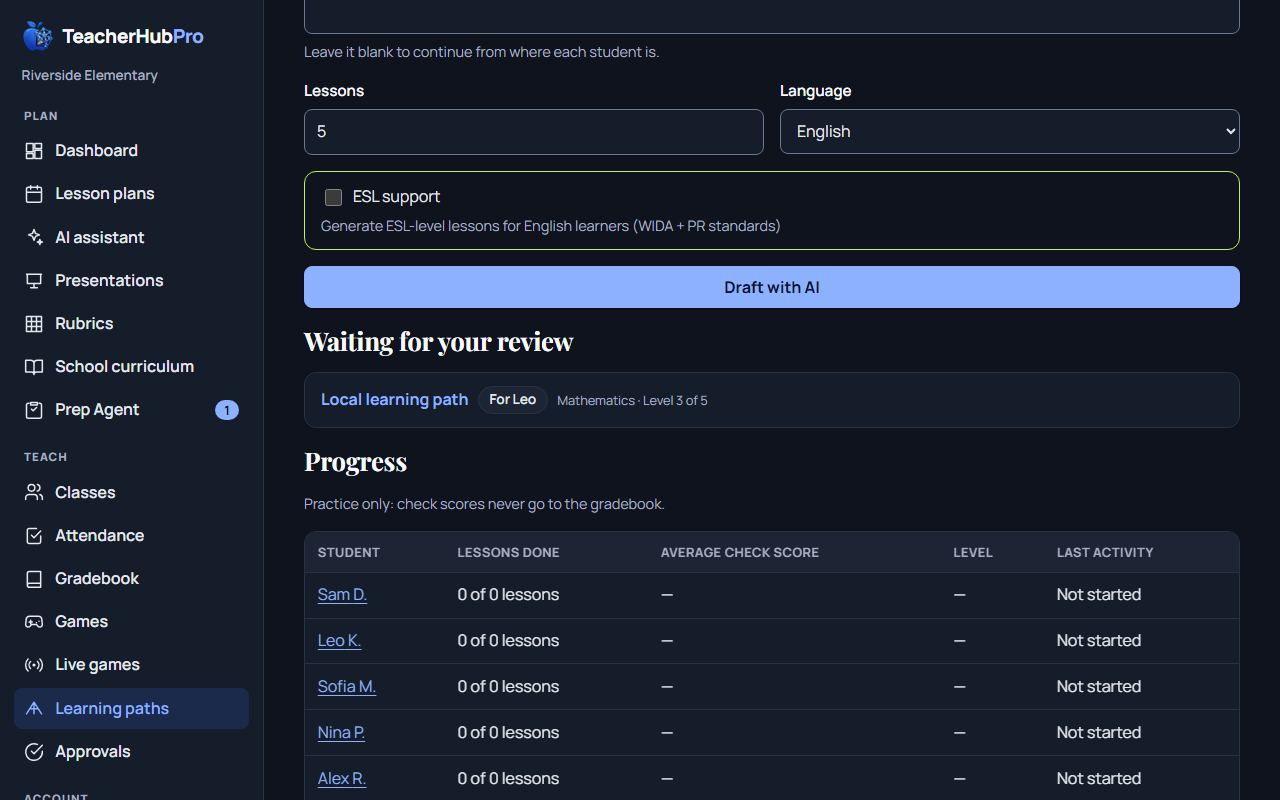 TeacherHubPro
Riverside Elementary
PLAN
Dashboard
Lesson plans
AI assistant
Presentations
Rubrics
School curriculum
Prep Agent 1
TEACH
Classes
Attendance
Gradebook
Games
Live games
Learning paths
Approvals
ACCOUNT
Leave it blank to continue from where each student is.
Lessons Language
5 English
ESL support
Generate ESL-level lessons for English learners (WIDA + PR standards)
Draft with AI
Waiting for your review
Local learning path For Leo Mathematics · Level 3 of 5
Progress
Practice only: check scores never go to the gradebook.
STUDENT LESSONS DONE AVERAGE CHECK SCORE LEVEL LAST ACTIVITY
Sam D. 0 of 0 lessons — — Not started
Leo K. 0 of 0 lessons — — Not started
Sofia M. 0 of 0 lessons — — Not started
Nina P. 0 of 0 lessons — — Not started
Alex R. 0 of 0 lessons — — Not started